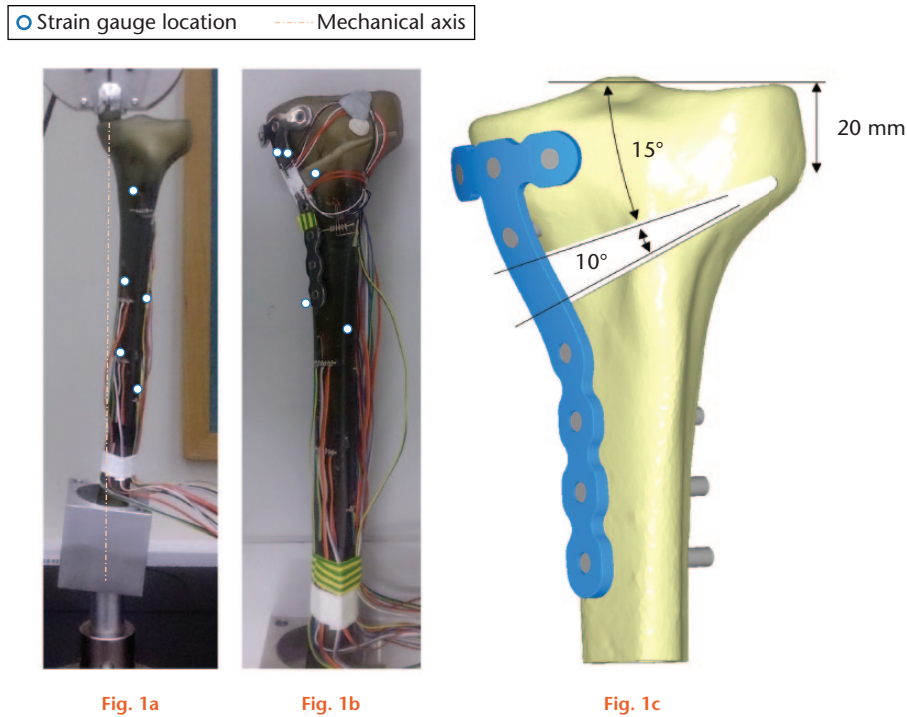 Strain gauge location
Mechanical axis
20 mm
15°
10°
Fig. 1a
Fig. 1b
Fig. 1c